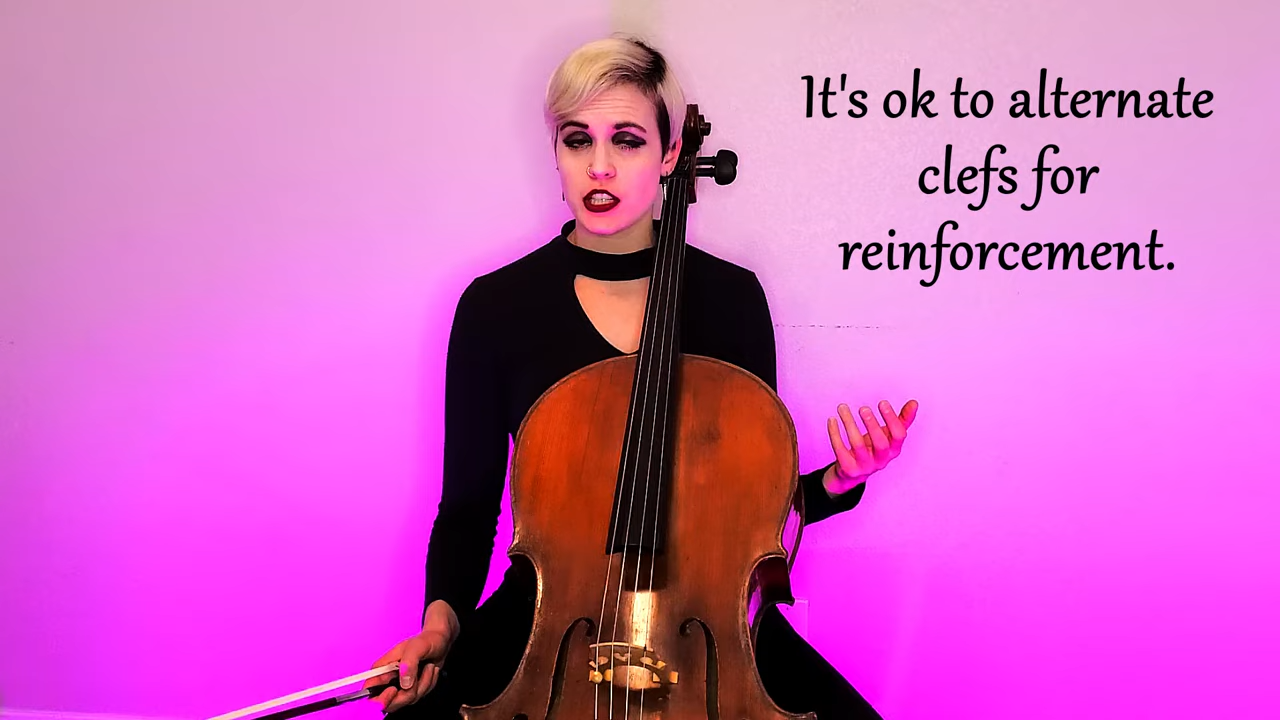 It's ok to alternate
clefs for
reinforcement.